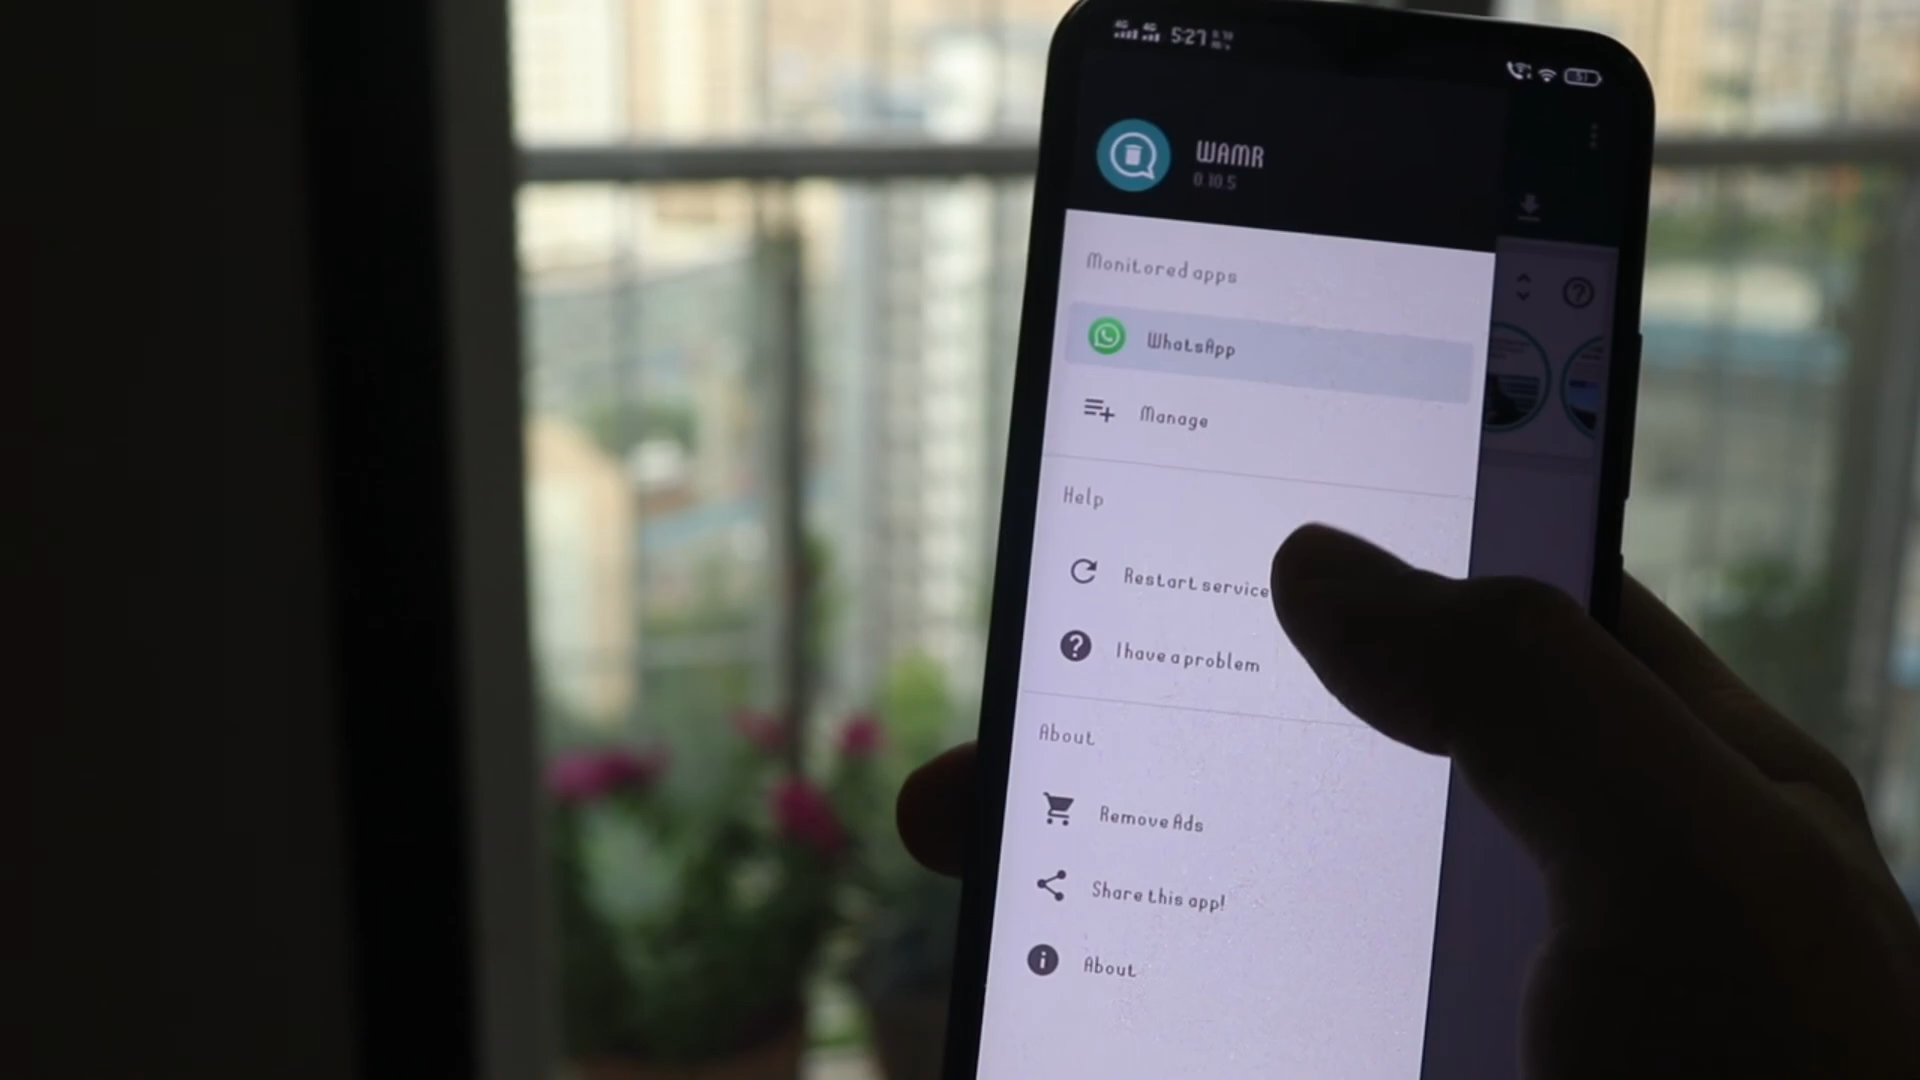 5:27
WAMR
0.10.5
Monitored apps
WhatsApp
Manage
Help
Restart service
I have a problem
About
Remove Ads
Share this app!
About